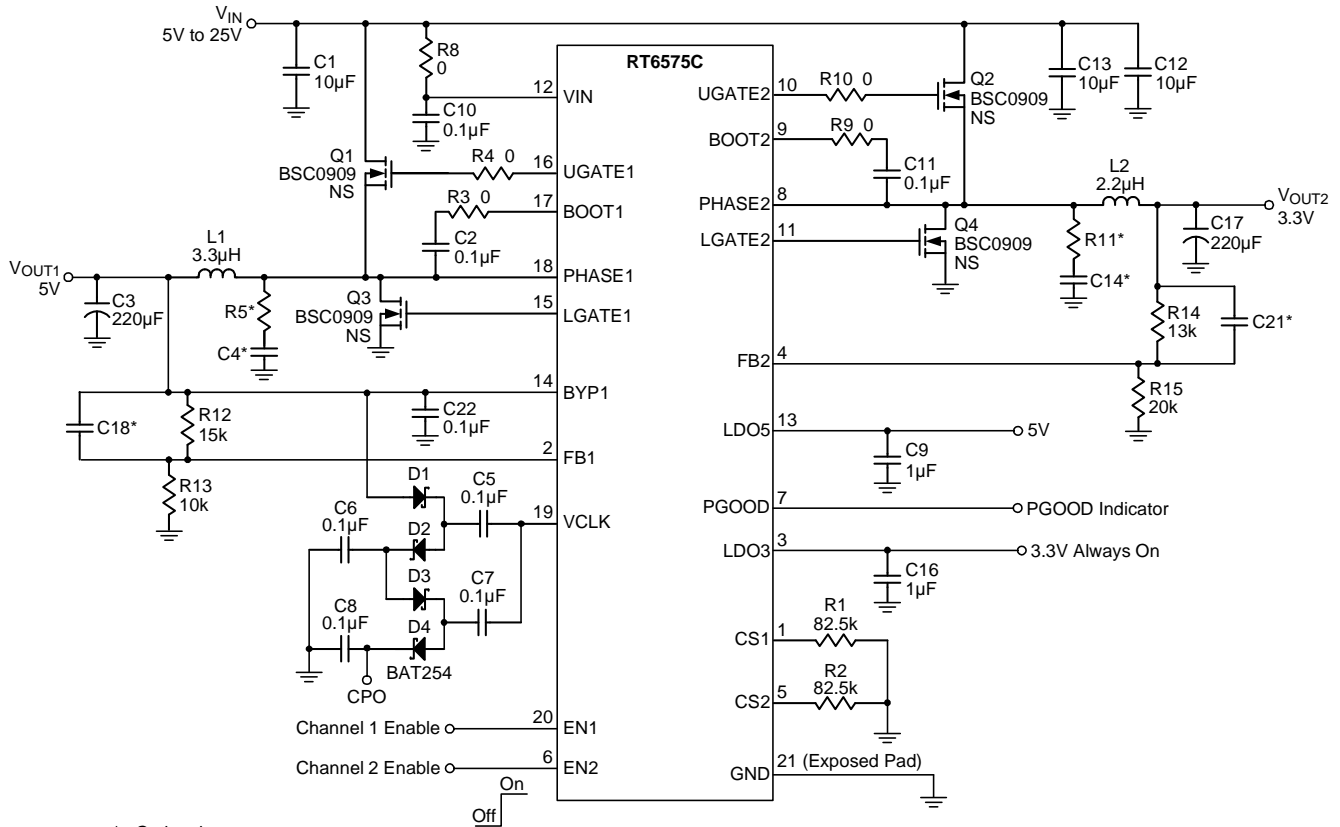 VIN
5V to 25V
C1
10µF
R8
0
12
VIN
C10
0.1µF
RT6575C
UGATE2
10
R10 0
Q2
BSC0909
NS
C13
10µF
C12
10µF
Q1
BSC0909
NS
R4 0
16
UGATE1
R3 0
17
BOOT1
C2
0.1µF
BOOT2
9
R9 0
C11
0.1µF
PHASE2
8
L2
2.2µH
VOUT2
3.3V
C17
220µF
LGATE2
11
Q4
BSC0909
NS
R11*
C14*
VOUT1
5V
L1
3.3µH
18
PHASE1
C3
220µF
R5*
C4*
Q3
BSC0909
NS
15
LGATE1
R14
13k
C21*
FB2
4
R15
20k
14
BYP1
C18*
R12
15k
C22
0.1µF
2
FB1
R13
10k
LDO5
13
5V
C9
1µF
D1
C5
0.1µF
19
VCLK
C6
0.1µF
D2
D3
C7
0.1µF
C8
0.1µF
D4
BAT254
CPO
PGOOD
7
PGOOD Indicator
LDO3
3
3.3V Always On
C16
1µF
CS1
1
R1
82.5k
CS2
5
R2
82.5k
Channel 1 Enable
20
EN1
Channel 2 Enable
6
EN2
GND
21 (Exposed Pad)
On
Off